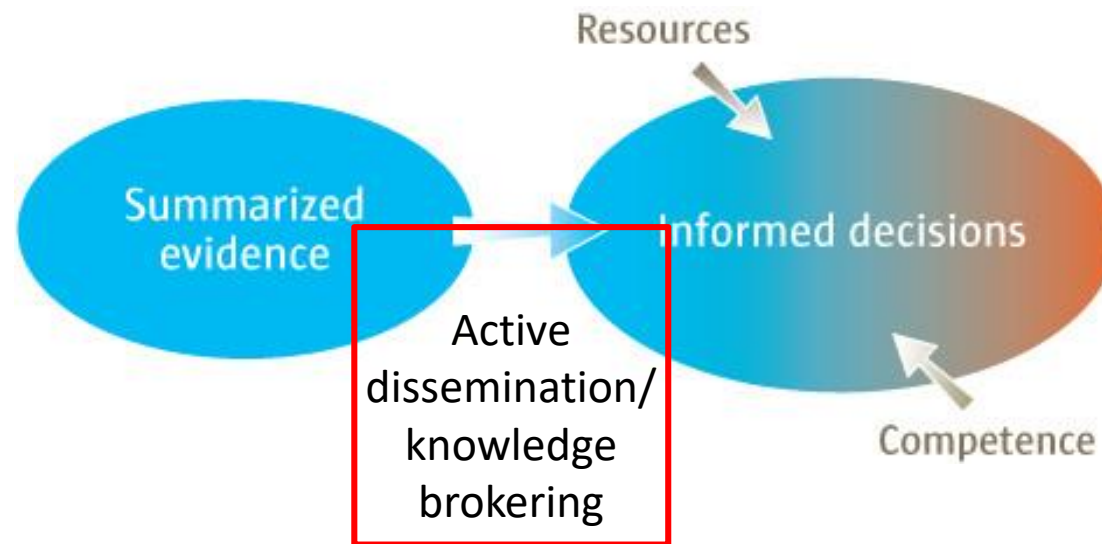 Resources
Summarized
evidence
Informed decisions
Active
dissemination/
knowledge
brokering
Competence